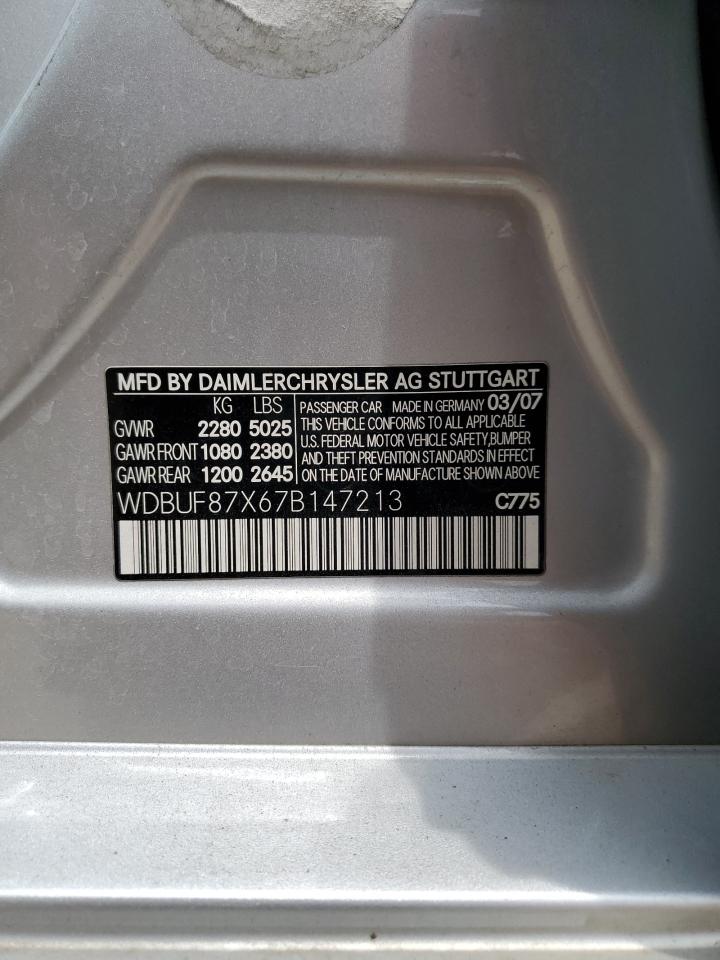 MFD BY DAIMLERCHRYSLER AG STUTTGART
KG LBS
GVWR 2280 5025
GAWR FRONT 1080 2380
GAWR REAR 1200 2645
PASSENGER CAR MADE IN GERMANY 03/07
THIS VEHICLE CONFORMS TO ALL APPLICABLE
U.S. FEDERAL MOTOR VEHICLE SAFETY,BUMPER
AND THEFT PREVENTION STANDARDS IN EFFECT
ON THE DATE OF MANUFACTURE SHOWN ABOVE
WDBUF87X67B147213 C775